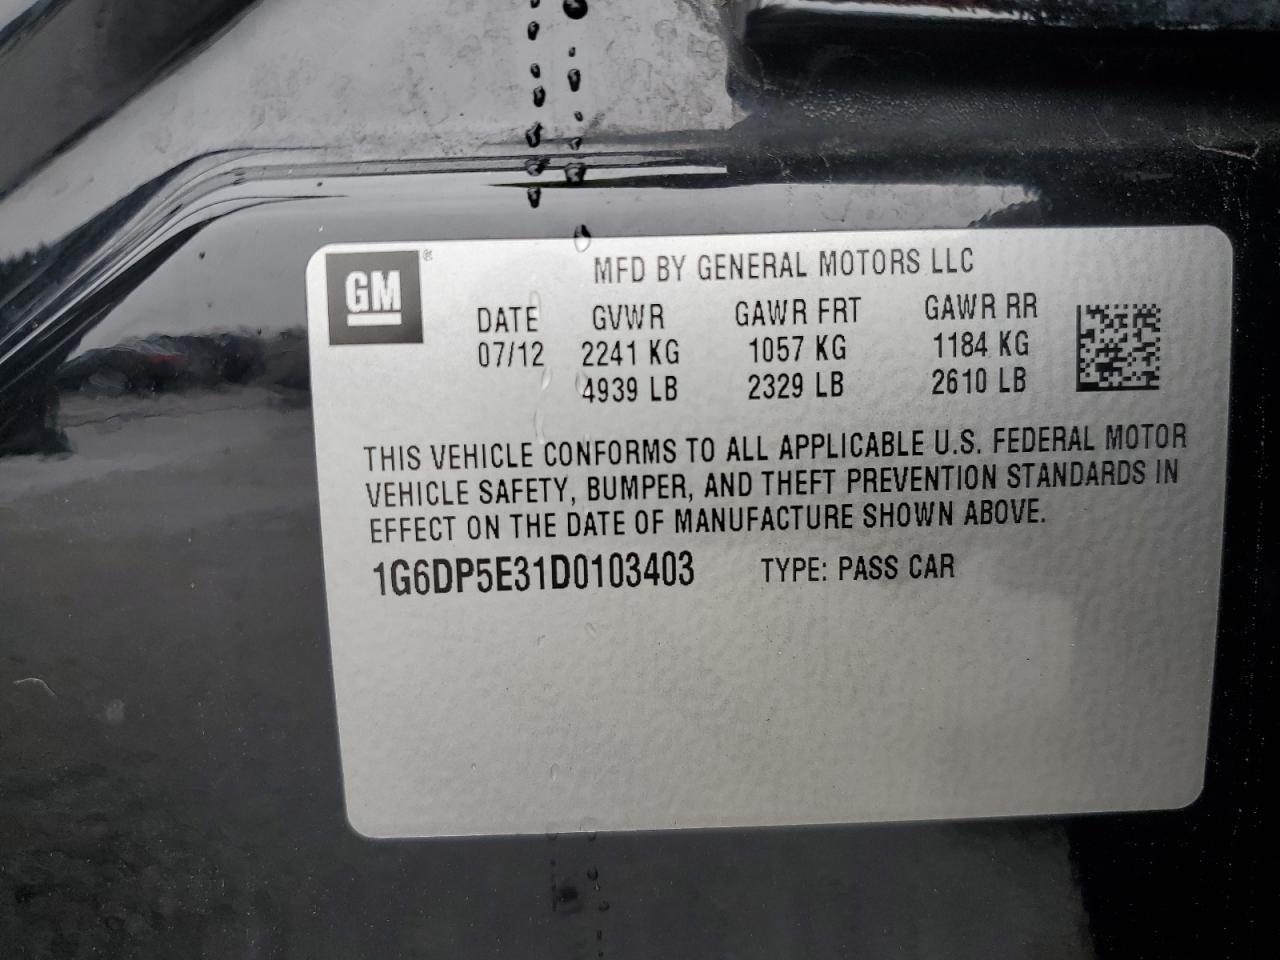 GM ®
MFD BY GENERAL MOTORS LLC
DATE GVWR GAWR FRT GAWR RR
07/12 2241 KG 1057 KG 1184 KG
4939 LB 2329 LB 2610 LB
THIS VEHICLE CONFORMS TO ALL APPLICABLE U.S. FEDERAL MOTOR
VEHICLE SAFETY, BUMPER, AND THEFT PREVENTION STANDARDS IN
EFFECT ON THE DATE OF MANUFACTURE SHOWN ABOVE.
1G6DP5E31D0103403 TYPE: PASS CAR